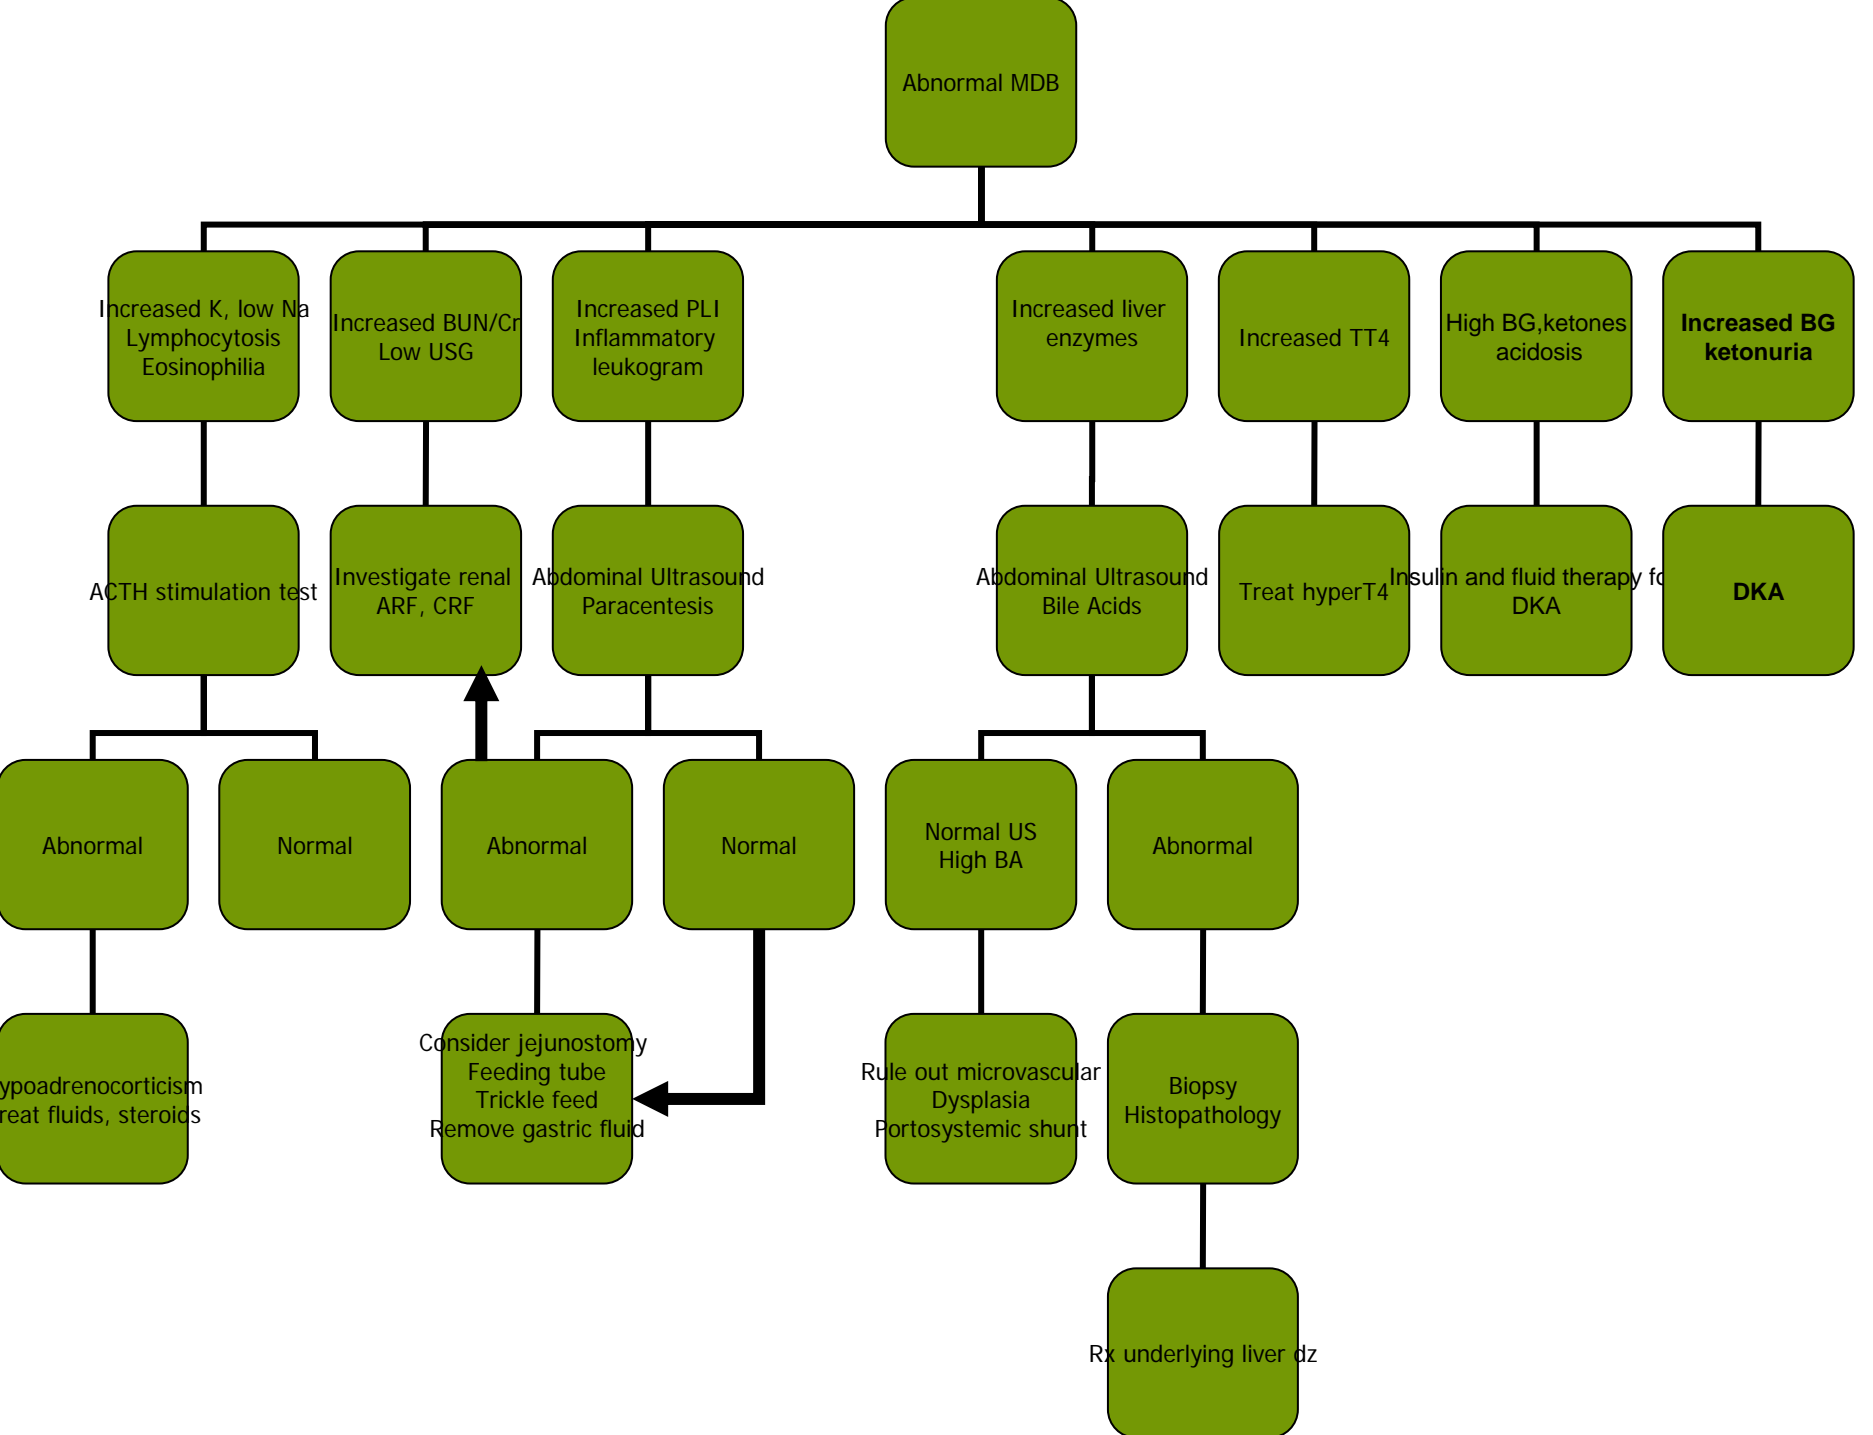 Abnormal MDB
Increased K, low Na
Lymphocytosis
Eosinophilia
Increased BUN/Cr
Low USG
Increased PLI
Inflammatory
leukogram
Increased liver
enzymes
Increased TT4
High BG,ketones
acidosis
Increased BG
ketonuria
ACTH stimulation test
Investigate renal
ARF, CRF
Abdominal Ultrasound
Paracentesis
Abdominal Ultrasound
Bile Acids
Treat hyperT4
Insulin and fluid therapy fo
DKA
DKA
Abnormal
Normal
Abnormal
Normal
Normal US
High BA
Abnormal
ypoadrenocorticism
reat fluids, steroids
Consider jejunostomy
Feeding tube
Trickle feed
Remove gastric fluid
Rule out microvascular
Dysplasia
Portosystemic shunt
Biopsy
Histopathology
Rx underlying liver dz